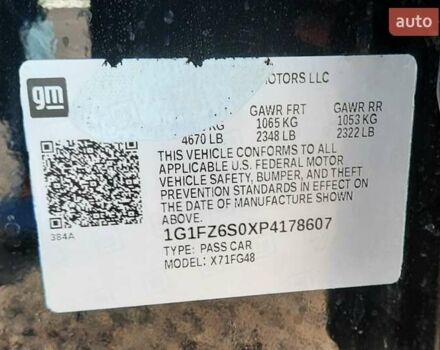 auto
gm
MOTORS LLC
GAWR FRT GAWR RR
KG 1065 KG 1053 KG
4670 LB 2348 LB 2322 LB
THIS VEHICLE CONFORMS TO ALL
APPLICABLE U.S. FEDERAL MOTOR
VEHICLE SAFETY, BUMPER, AND THEFT
PREVENTION STANDARDS IN EFFECT ON
THE DATE OF MANUFACTURE SHOWN
ABOVE.
384A
1G1FZ6S0XP4178607
TYPE: PASS CAR
MODEL: X71FG48